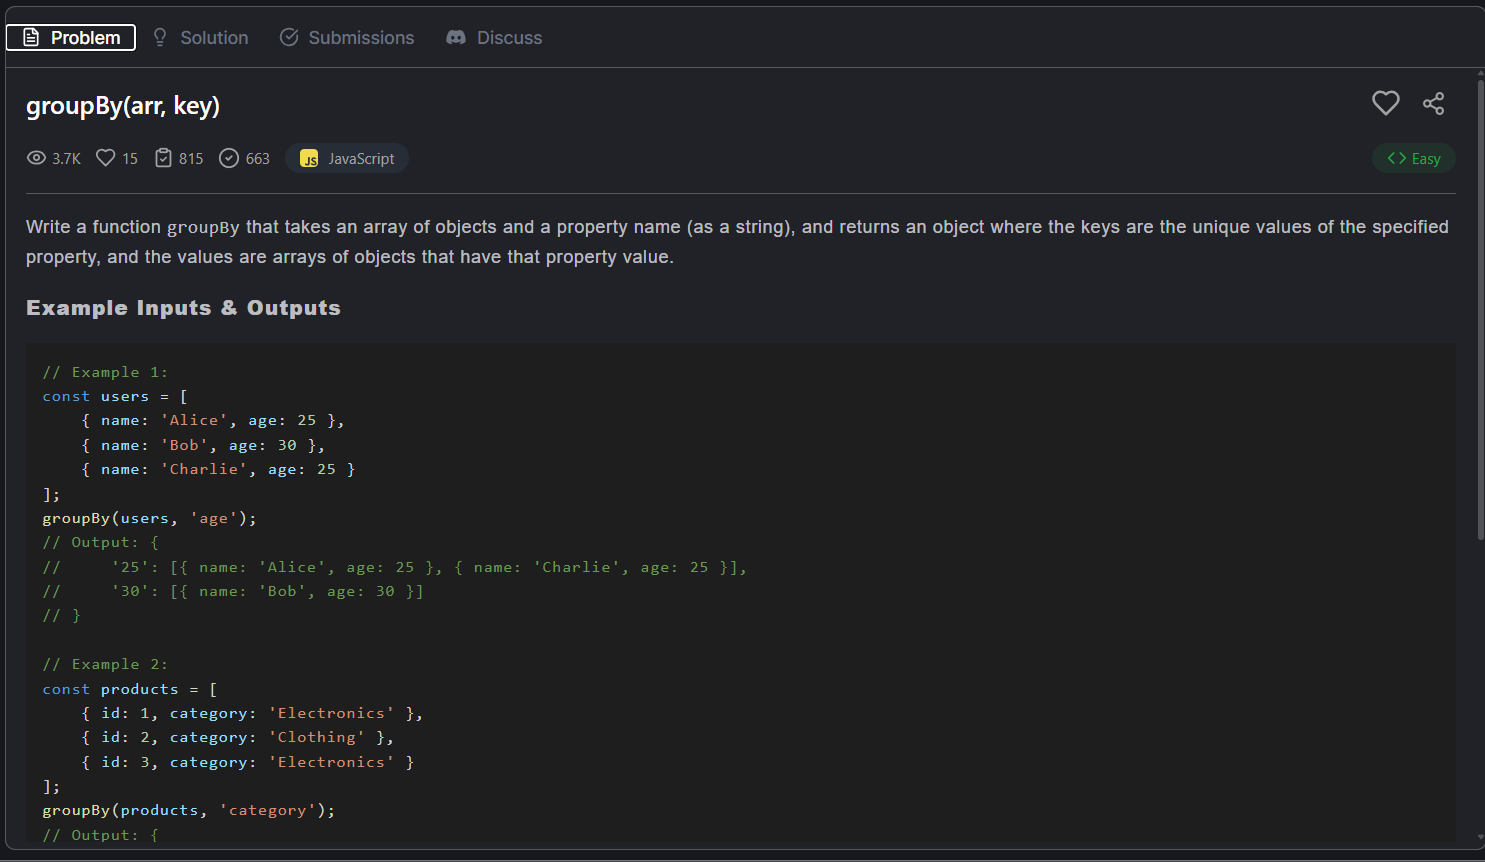 Problem Solution Submissions Discuss
groupBy(arr, key)
3.7K 15 815 663 JS JavaScript <> Easy
Write a function groupBy that takes an array of objects and a property name (as a string), and returns an object where the keys are the unique values of the specified
property, and the values are arrays of objects that have that property value.
Example Inputs & Outputs
// Example 1:
const users = [
    { name: 'Alice', age: 25 },
    { name: 'Bob', age: 30 },
    { name: 'Charlie', age: 25 }
];
groupBy(users, 'age');
// Output: {
//     '25': [{ name: 'Alice', age: 25 }, { name: 'Charlie', age: 25 }],
//     '30': [{ name: 'Bob', age: 30 }]
// }
// Example 2:
const products = [
    { id: 1, category: 'Electronics' },
    { id: 2, category: 'Clothing' },
    { id: 3, category: 'Electronics' }
];
groupBy(products, 'category');
// Output: {